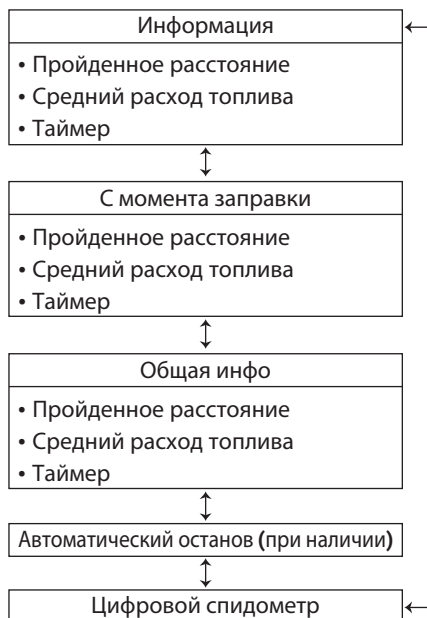 Информация
• Пройденное расстояние
• Средний расход топлива
• Таймер
С момента заправки
• Пройденное расстояние
• Средний расход топлива
• Таймер
Общая инфо
• Пройденное расстояние
• Средний расход топлива
• Таймер
Автоматический останов (при наличии)
Цифровой спидометр